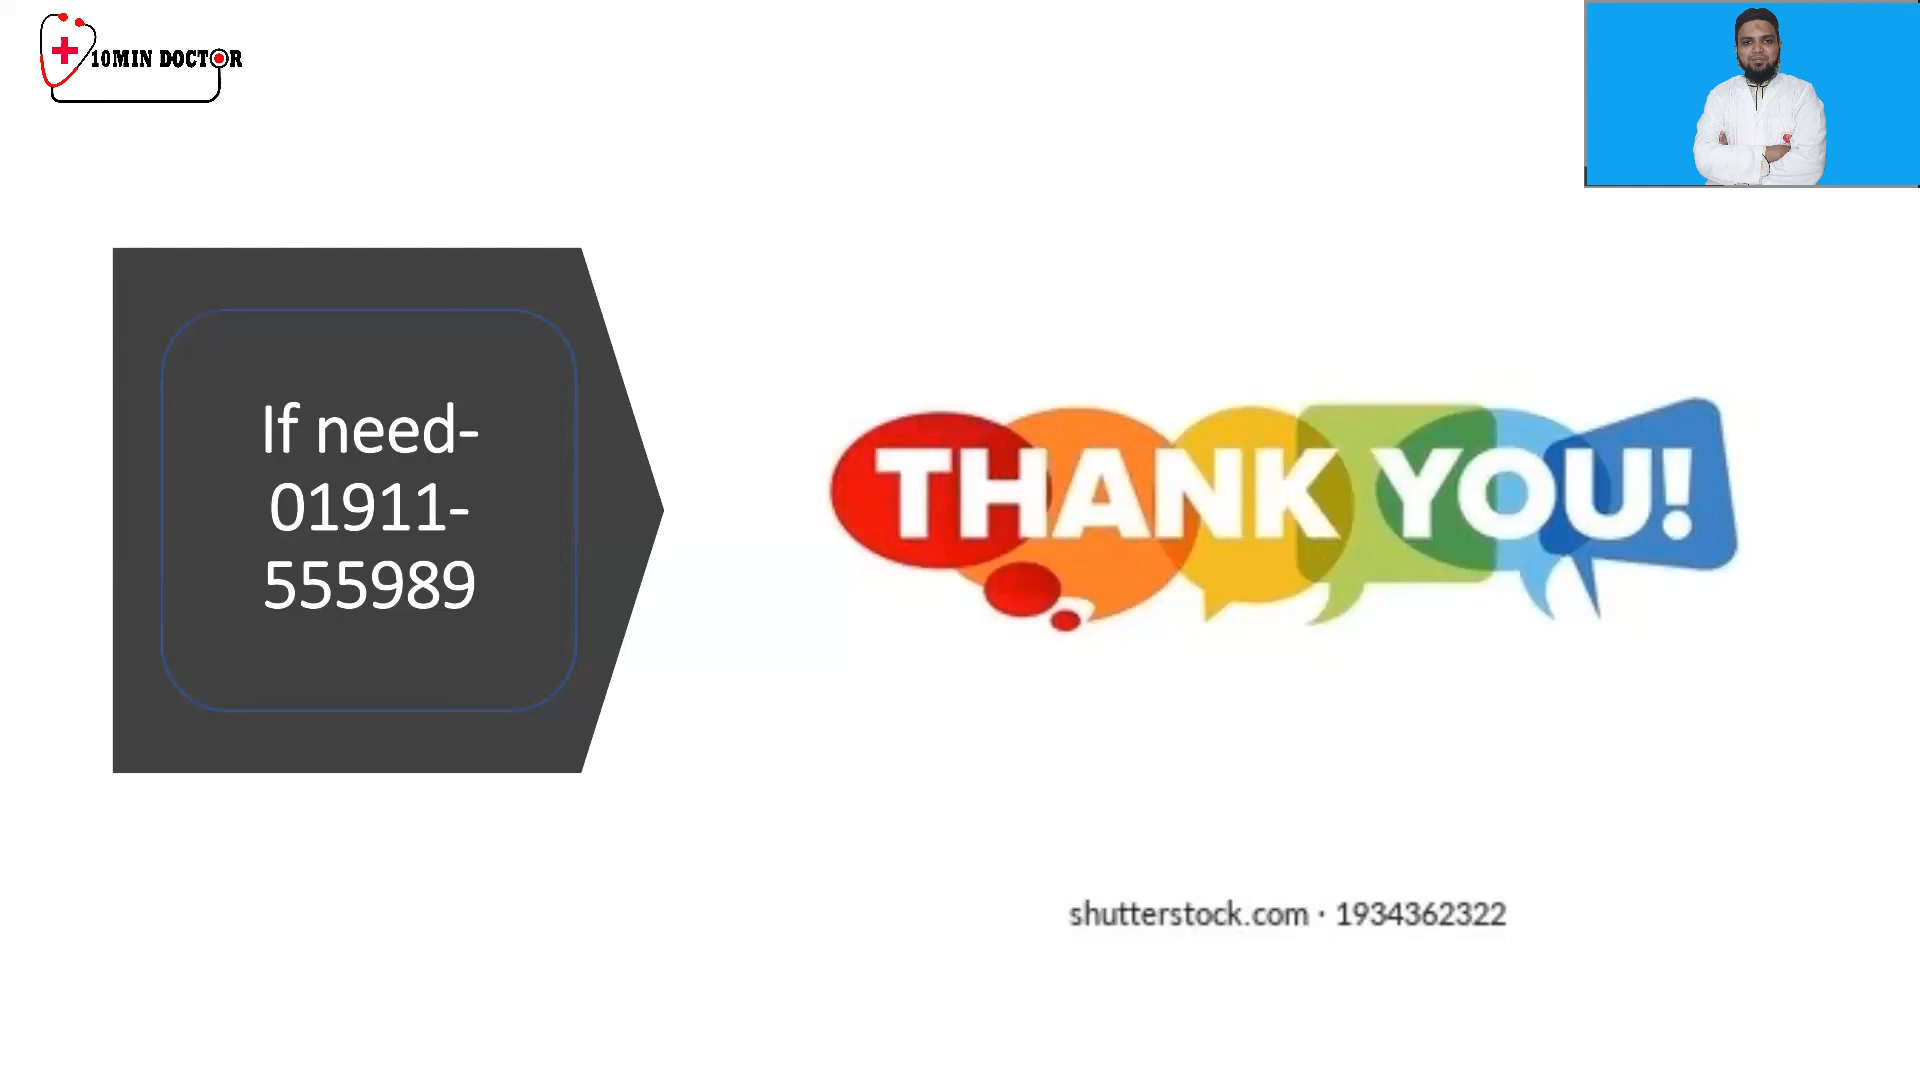 10MIN DOCTOR
If need-
01911-
555989
THANK YOU!
shutterstock.com · 1934362322